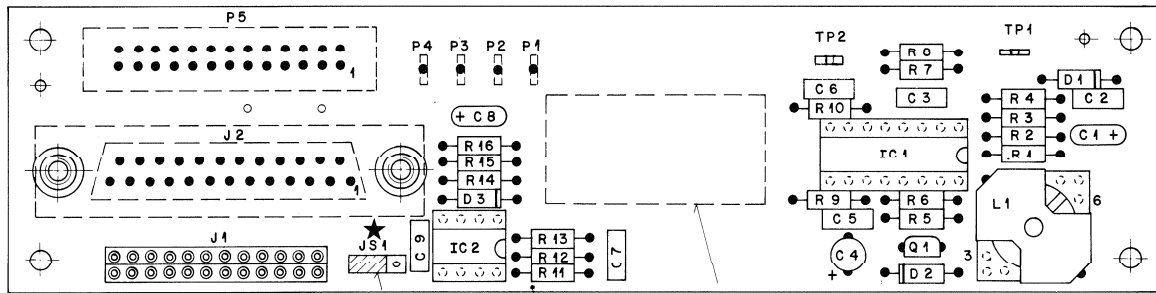 P5
1
P4 P3 P2 P1
TP2
TP1
R7
D1
C6
C3
C2
R10
R4
R3
+ C8
R2
C1 +
J2
R16
R15
IC1
R1
R14
1
D3
R9
R6
L1
6
C5
R5
J1
JS1
C9
IC2
R13
R12
R11
C7
C4
+
Q1
D2
3